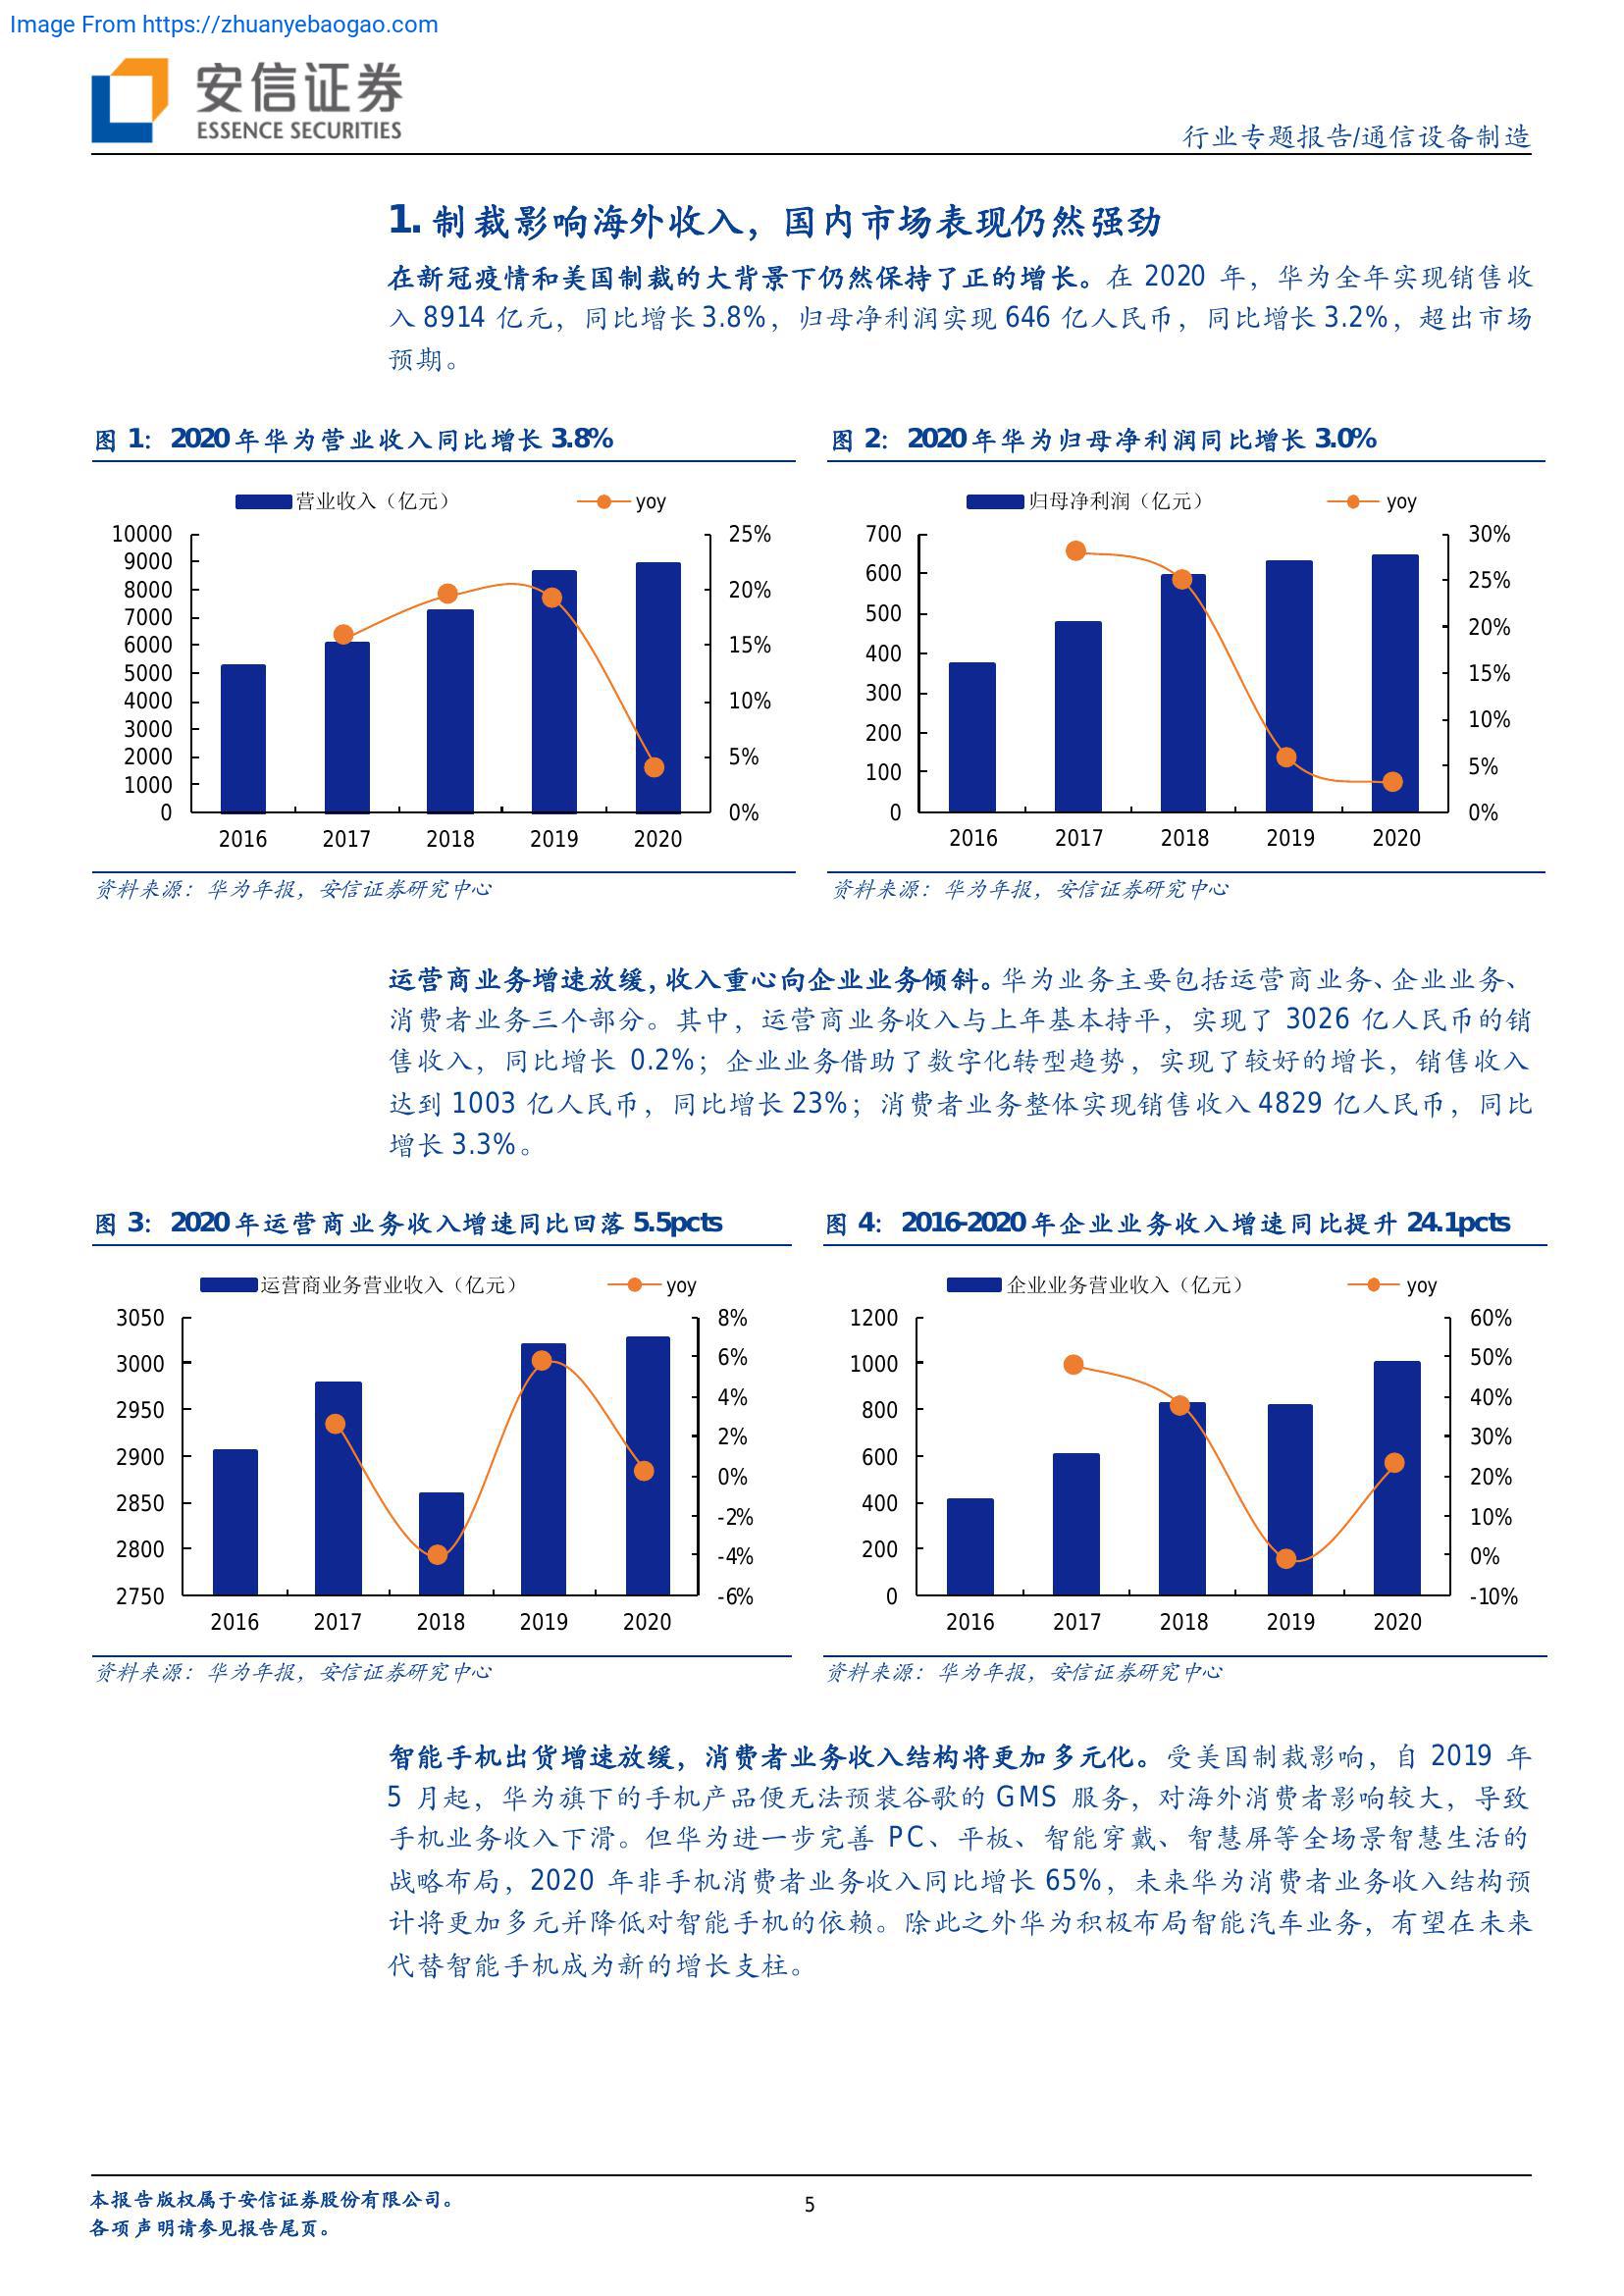 Image From https://zhuanyebaogao.com
安信证券
ESSENCE SECURITIES
行业专题报告/通信设备制造
1. 制裁影响海外收入，国内市场表现仍然强劲
在新冠疫情和美国制裁的大背景下仍然保持了正的增长。在 2020 年，华为全年实现销售收
入 8914 亿元，同比增长 3.8%，归母净利润实现 646 亿人民币，同比增长 3.2%，超出市场
预期。
图 1： 2020 年华为营业收入同比增长 3.8%
营业收入（亿元） yoy
10000 25%
9000
8000 20%
7000
6000 15%
5000
4000 10%
3000
2000 5%
1000
0 0%
2016 2017 2018 2019 2020
资料来源：华为年报，安信证券研究中心
图 2： 2020 年华为归母净利润同比增长 3.0%
归母净利润（亿元） yoy
700 30%
600 25%
500 20%
400 15%
300 10%
200 5%
100
0 0%
2016 2017 2018 2019 2020
资料来源：华为年报，安信证券研究中心
运营商业务增速放缓，收入重心向企业业务倾斜。华为业务主要包括运营商业务、企业业务、
消费者业务三个部分。其中，运营商业务收入与上年基本持平，实现了 3026 亿人民币的销
售收入，同比增长 0.2%；企业业务借助了数字化转型趋势，实现了较好的增长，销售收入
达到 1003 亿人民币，同比增长 23%；消费者业务整体实现销售收入 4829 亿人民币，同比
增长 3.3%。
图 3： 2020 年运营商业务收入增速同比回落 5.5pcts
运营商业务营业收入（亿元） yoy
3050 8%
3000 6%
2950 4%
2900 2%
0%
2850 -2%
2800 -4%
2750 -6%
2016 2017 2018 2019 2020
资料来源：华为年报，安信证券研究中心
图 4： 2016-2020 年企业业务收入增速同比提升 24.1pcts
企业业务营业收入（亿元） yoy
1200 60%
1000 50%
800 40%
600 30%
20%
400 10%
200 0%
0 -10%
2016 2017 2018 2019 2020
资料来源：华为年报，安信证券研究中心
智能手机出货增速放缓，消费者业务收入结构将更加多元化。受美国制裁影响，自 2019 年
5 月起，华为旗下的手机产品便无法预装谷歌的 GMS 服务，对海外消费者影响较大，导致
手机业务收入下滑。但华为进一步完善 PC、平板、智能穿戴、智慧屏等全场景智慧生活的
战略布局，2020 年非手机消费者业务收入同比增长 65%，未来华为消费者业务收入结构预
计将更加多元并降低对智能手机的依赖。除此之外华为积极布局智能汽车业务，有望在未来
代替智能手机成为新的增长支柱。
本报告版权属于安信证券股份有限公司。
各项声明请参见报告尾页。
5